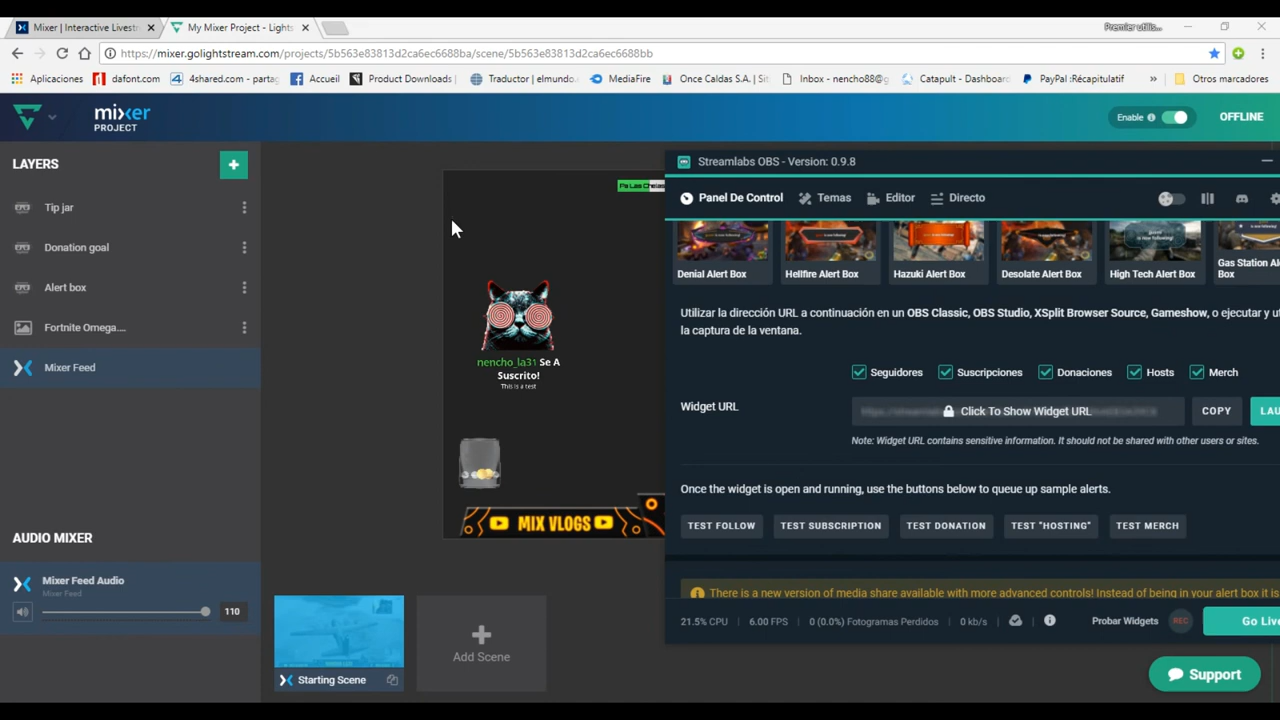 Mixer | Interactive Livestr
My Mixer Project - Lights
Premier utilis...
https://mixer.golightstream.com/projects/5b563e83813d2ca6ec6688ba/scene/5b563e83813d2ca6ec6688bb
Aplicaciones
dafont.com
4shared.com - partag
Accueil
Product Downloads |
Traductor | elmundo.
MediaFire
Once Caldas S.A. | Sit
Inbox - nencho88@g
Catapult - Dashboar
PayPal :Récapitulatif
»
Otros marcadores
mixer
PROJECT
Enable
OFFLINE
LAYERS
Tip jar
Donation goal
Alert box
Fortnite Omega...
Mixer Feed
AUDIO MIXER
Mixer Feed Audio
Mixer Feed
110
Pa Las Chelas
nencho_la31 Se A
Suscrito!
This is a test
MIX VLOGS
Starting Scene
Add Scene
Streamlabs OBS - Version: 0.9.8
Panel De Control
Temas
Editor
Directo
Denial Alert Box
Hellfire Alert Box
Hazuki Alert Box
Desolate Alert Box
High Tech Alert Box
Gas Station Ale
Box
Utilizar la dirección URL a continuación en un OBS Classic, OBS Studio, XSplit Browser Source, Gameshow, o ejecutar y ut
la captura de la ventana.
Seguidores
Suscripciones
Donaciones
Hosts
Merch
Widget URL
Click To Show Widget URL
COPY
LAU
Note: Widget URL contains sensitive information. It should not be shared with other users or sites.
Once the widget is open and running, use the buttons below to queue up sample alerts.
TEST FOLLOW
TEST SUBSCRIPTION
TEST DONATION
TEST "HOSTING"
TEST MERCH
There is a new version of media share available with more advanced controls! Instead of being in your alert box it is
21.5% CPU
6.00 FPS
0 (0.0%) Fotogramas Perdidos
0 kb/s
Probar Widgets
REC
Go Live
Support